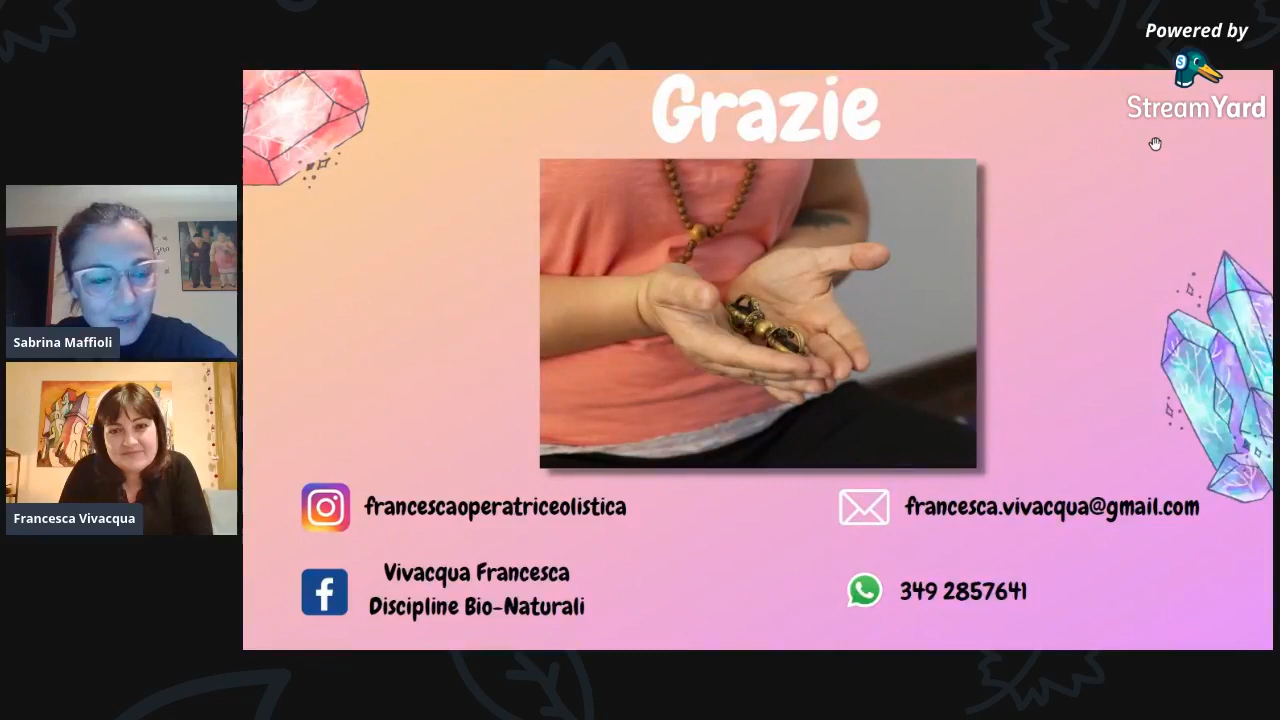 Powered by
StreamYard
Grazie
Sabrina Maffioli
Francesca Vivacqua
francescaoperatriceolistica
francesca.vivacqua@gmail.com
Vivacqua Francesca
Discipline Bio-Naturali
349 2857641